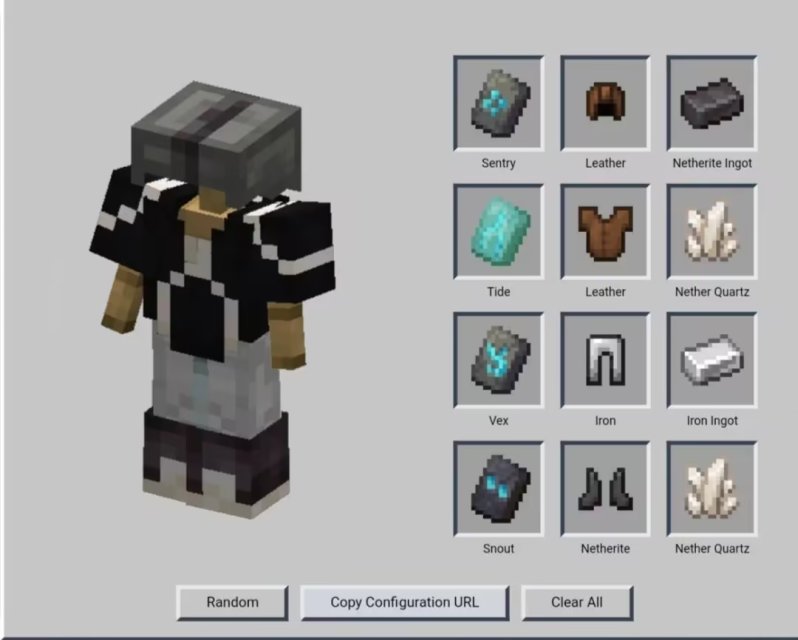 Sentry Leather Netherite Ingot
Tide Leather Nether Quartz
Vex Iron Iron Ingot
Snout Netherite Nether Quartz
Random Copy Configuration URL Clear All